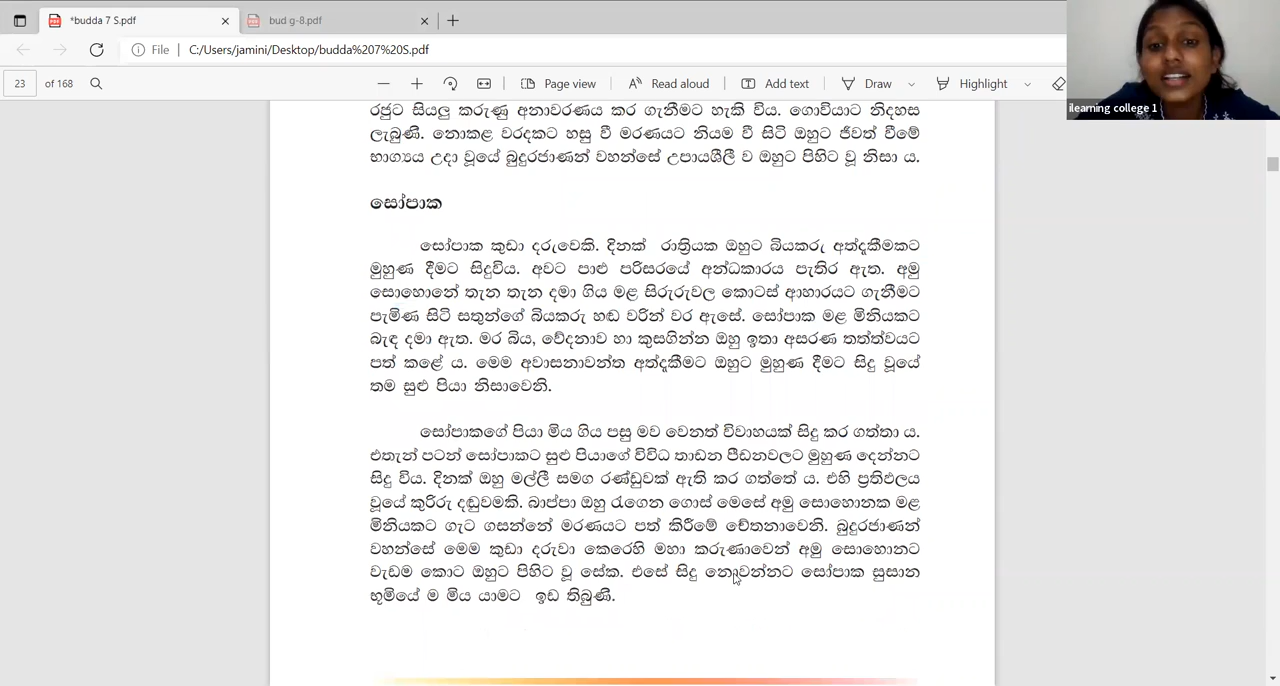 *budda 7 S.pdf
bud g-8.pdf
File
C:/Users/jamini/Desktop/budda%207%20S.pdf
23 of 168
Page view
Read aloud
Add text
Draw
Highlight
ilearning college 1
රජුට සියලු කරුණු අනාවරණය කර ගැනීමට හැකි විය. ගොවියාට නිදහස
ලැබුණි. නොකළ වරදකට හසු වී මරණයට නියම වී සිටි ඔහුට ජීවත් වීමේ
භාග්‍යය උදා වූයේ බුදුරජාණන් වහන්සේ උපායශීලී ව ඔහුට පිහිට වූ නිසා ය.
සෝපාක
සෝපාක කුඩා දරුවෙකි. දිනක් රාත්‍රියක ඔහුට බියකරු අත්දැකීමකට
මුහුණ දීමට සිදුවිය. අවට පාළු පරිසරයේ අන්ධකාරය පැතිර ඇත. අමු
සොහොනේ තැන තැන දමා ගිය මළ සිරුරුවල කොටස් ආහාරයට ගැනීමට
පැමිණ සිටි සතුන්ගේ බියකරු හඬ වරින් වර ඇසේ. සෝපාක මළ මිනියකට
බැඳ දමා ඇත. මර බිය, වේදනාව හා කුසගින්න ඔහු ඉතා අසරණ තත්ත්වයට
පත් කළේ ය. මෙම අවාසනාවන්ත අත්දැකීමට ඔහුට මුහුණ දීමට සිදු වූයේ
තම සුළු පියා නිසාවෙනි.
සෝපාකගේ පියා මිය ගිය පසු මව වෙනත් විවාහයක් සිදු කර ගත්තා ය.
එතැන් පටන් සෝපාකට සුළු පියාගේ විවිධ තාඩන පීඩනවලට මුහුණ දෙන්නට
සිදු විය. දිනක් ඔහු මල්ලී සමග රණ්ඩුවක් ඇති කර ගත්තේ ය. එහි ප්‍රතිඵලය
වූයේ කුරිරු දඬුවමකි. බාප්පා ඔහු රැගෙන ගොස් මෙසේ අමු සොහොනක මළ
මිනියකට ගැට ගසන්නේ මරණයට පත් කිරීමේ චේතනාවෙනි. බුදුරජාණන්
වහන්සේ මෙම කුඩා දරුවා කෙරෙහි මහා කරුණාවෙන් අමු සොහොනට
වැඩම කොට ඔහුට පිහිට වූ සේක. එසේ සිදු නොවන්නට සෝපාක සුසාන
භූමියේ ම මිය යාමට ඉඩ තිබුණි.